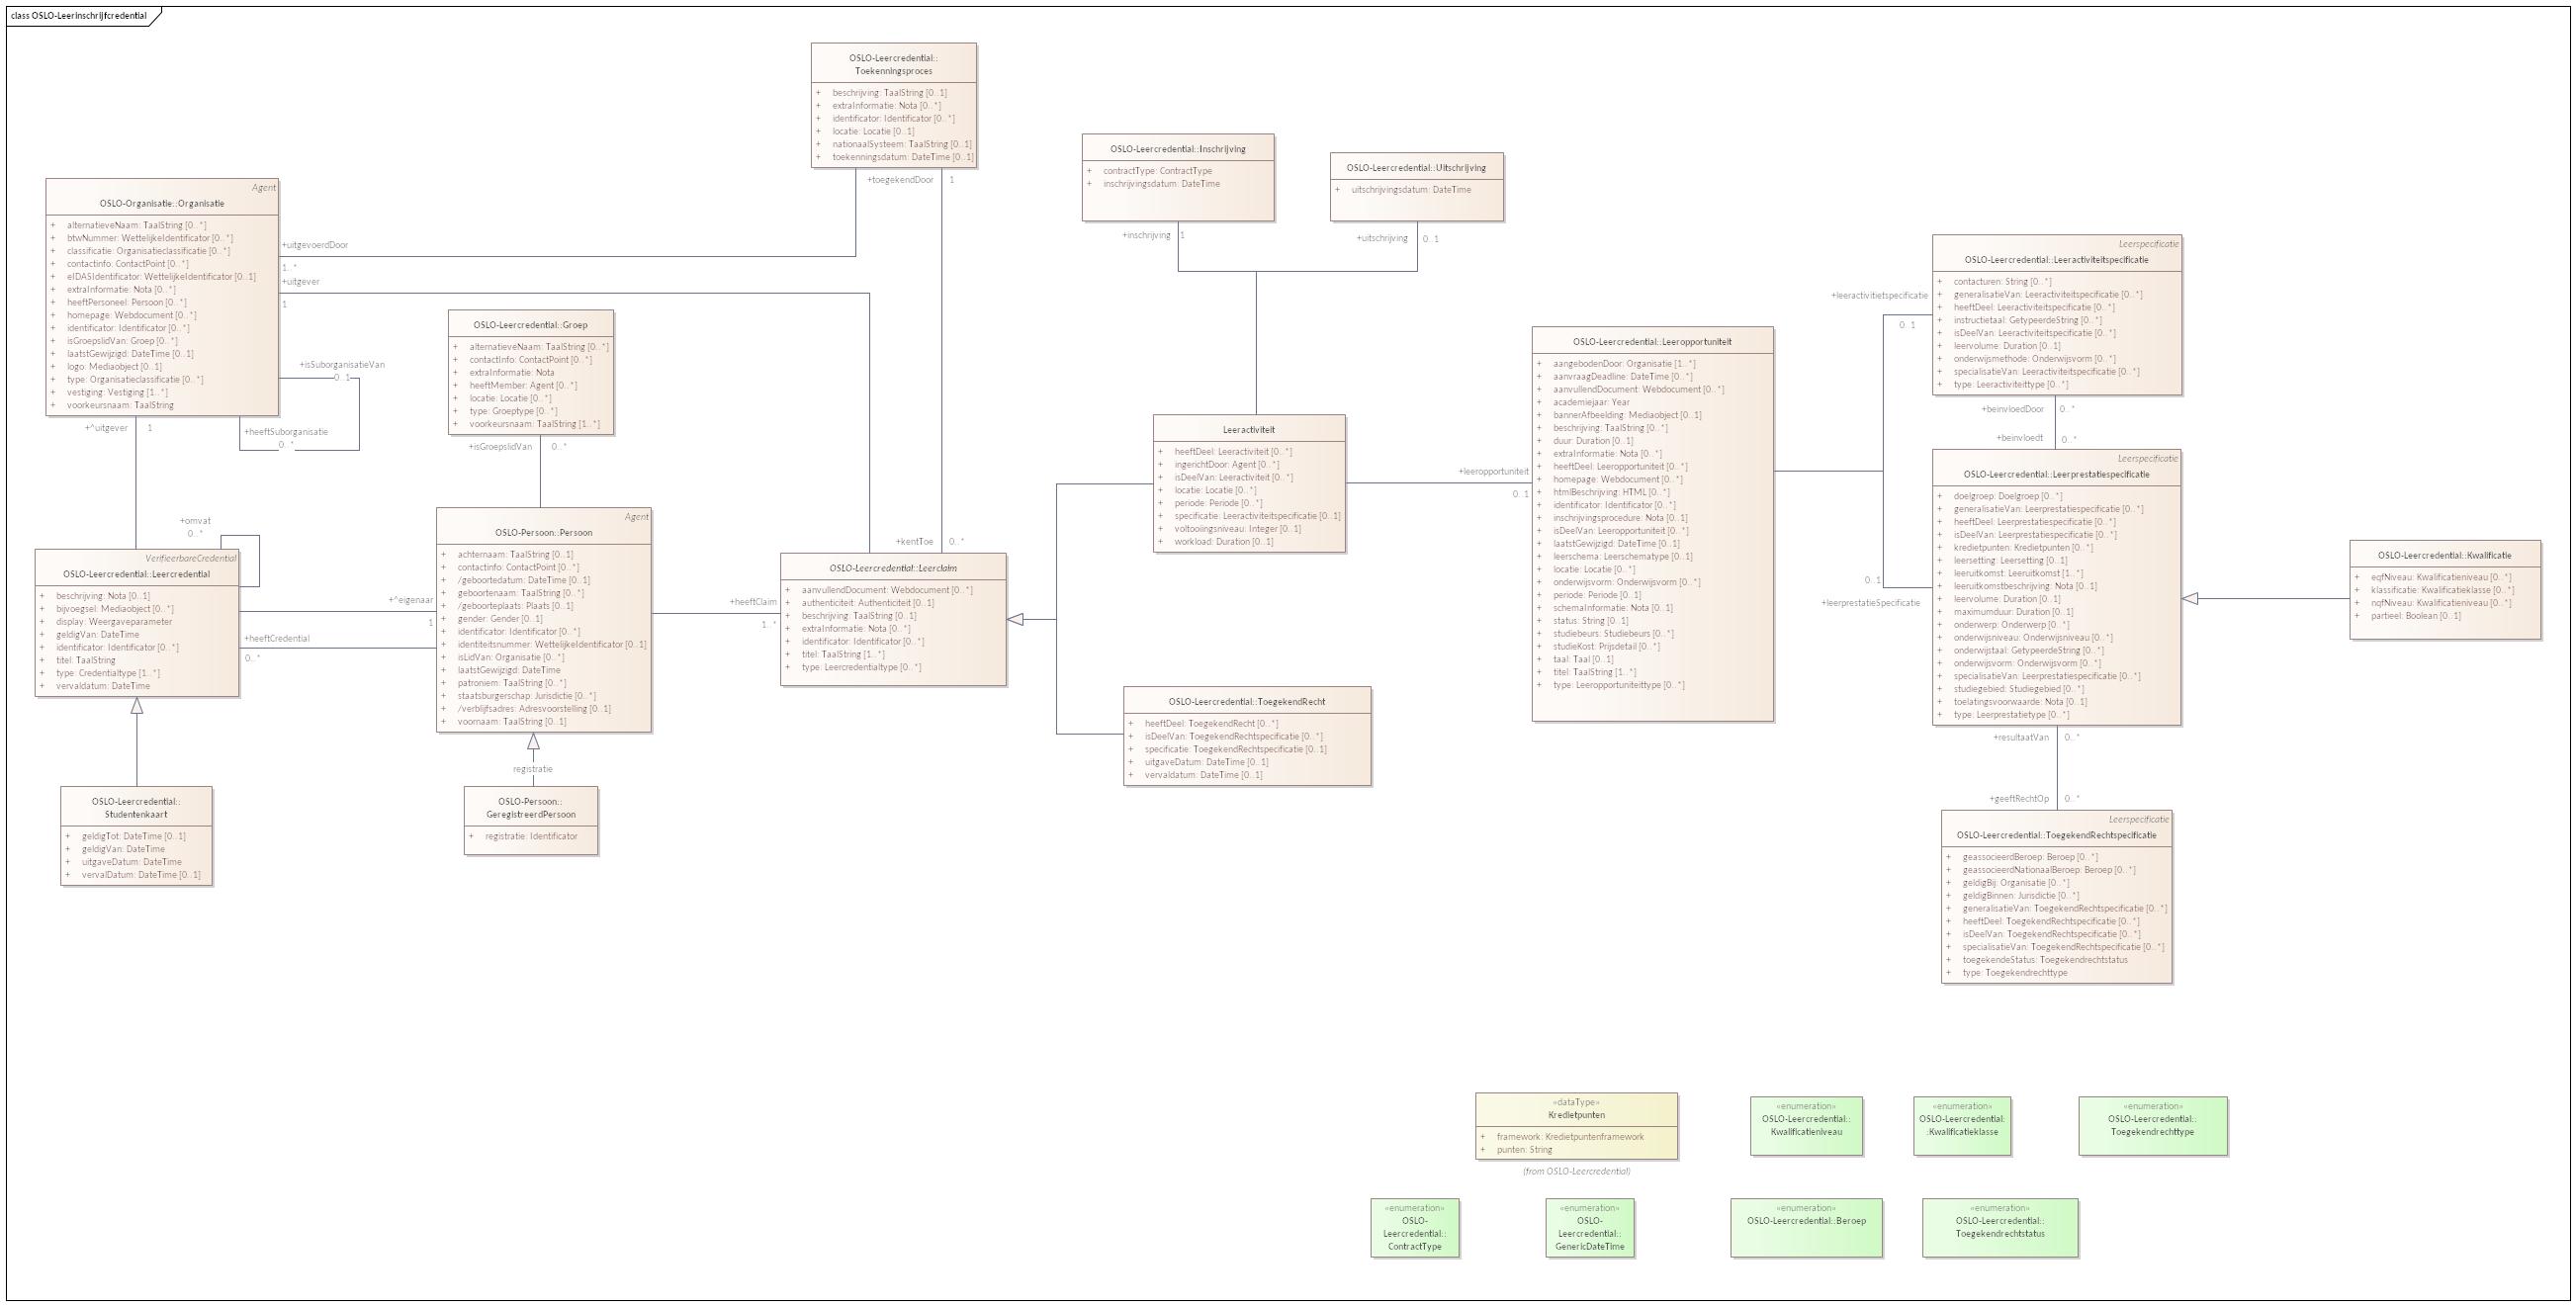 class OSLO-Leerinschrijfcredential
OSLO-Leercredential::
Toekenningsproces
+ beschrijving: TaalString [0..1]
+ extraInformatie: Nota [0..*]
+ identificator: Identificator [0..*]
+ locatie: Locatie [0..1]
+ nationaalSysteem: TaalString [0..1]
+ toekenningsdatum: DateTime [0..1]
+toegekendDoor 1
OSLO-Leercredential::Inschrijving
+ contractType: ContractType
+ inschrijvingsdatum: DateTime
+inschrijving 1
OSLO-Leercredential::Uitschrijving
+ uitschrijvingsdatum: DateTime
+uitschrijving 0..1
Agent
OSLO-Organisatie::Organisatie
+ alternatieveNaam: TaalString [0..*]
+ btwNummer: WettelijkeIdentificator [0..*]
+ classificatie: Organisatieclassificatie [0..*]
+ contactinfo: ContactPoint [0..*]
+ eIDASIdentificator: WettelijkeIdentificator [0..1]
+ extraInformatie: Nota [0..*]
+ heeftPersoneel: Persoon [0..*]
+ homepage: Webdocument [0..*]
+ identificator: Identificator [0..*]
+ isGroepslidVan: Groep [0..*]
+ laatstGewijzigd: DateTime [0..1]
+ logo: Mediaobject [0..1]
+ type: Organisatieclassificatie [0..*]
+ vestiging: Vestiging [1..*]
+ voorkeursnaam: TaalString
+uitgevoerdDoor
1..*
+uitgever
1
+isSuborganisatieVan
0..1
+heeftSuborganisatie
0..*
+^uitgever 1
OSLO-Leercredential::Groep
+ alternatieveNaam: TaalString [0..*]
+ contactInfo: ContactPoint [0..*]
+ extraInformatie: Nota
+ heeftMember: Agent [0..*]
+ locatie: Locatie [0..*]
+ type: Groeptype [0..*]
+ voorkeursnaam: TaalString [1..*]
+isGroepslidVan 0..*
+omvat
0..*
VerifieerbareCredential
OSLO-Leercredential::Leercredential
+ beschrijving: Nota [0..1]
+ bijvoegsel: Mediaobject [0..*]
+ display: Weergaveparameter
+ geldigVan: DateTime
+ identificator: Identificator [0..*]
+ titel: TaalString
+ type: Credentialtype [1..*]
+ vervaldatum: DateTime
+^eigenaar
1
+heeftCredential
0..*
Agent
OSLO-Persoon::Persoon
+ achternaam: TaalString [0..1]
+ contactinfo: ContactPoint [0..*]
+ /geboortedatum: DateTime [0..1]
+ geboortenaam: TaalString [0..*]
+ /geboorteplaats: Plaats [0..1]
+ gender: Gender [0..1]
+ identificator: Identificator [0..*]
+ identiteitsnummer: WettelijkeIdentificator [0..1]
+ isLidVan: Organisatie [0..*]
+ laatstGewijzigd: DateTime
+ patroniem: TaalString [0..*]
+ staatsburgerschap: Jurisdictie [0..*]
+ /verblijfsadres: Adresvoorstelling [0..1]
+ voornaam: TaalString [0..1]
+heeftClaim
1..*
+kentToe 0..*
OSLO-Leercredential::Leerclaim
+ aanvullendDocument: Webdocument [0..*]
+ authenticiteit: Authenticiteit [0..1]
+ beschrijving: TaalString [0..1]
+ extraInformatie: Nota [0..*]
+ identificator: Identificator [0..*]
+ titel: TaalString [1..*]
+ type: Leercredentialtype [0..*]
OSLO-Leercredential::
Studentenkaart
+ geldigTot: DateTime [0..1]
+ geldigVan: DateTime
+ uitgaveDatum: DateTime
+ vervalDatum: DateTime [0..1]
registratie
OSLO-Persoon::
GeregistreerdPersoon
+ registratie: Identificator
Leeractiviteit
+ heeftDeel: Leeractiviteit [0..*]
+ ingerichtDoor: Agent [0..*]
+ isDeelVan: Leeractiviteit [0..*]
+ locatie: Locatie [0..*]
+ periode: Periode [0..*]
+ specificatie: Leeractiviteitspecificatie [0..1]
+ voltooiingsniveau: Integer [0..1]
+ workload: Duration [0..1]
OSLO-Leercredential::ToegekendRecht
+ heeftDeel: ToegekendRecht [0..*]
+ isDeelVan: ToegekendRechtspecificatie [0..*]
+ specificatie: ToegekendRechtspecificatie [0..1]
+ uitgaveDatum: DateTime [0..1]
+ vervaldatum: DateTime [0..1]
+leeropportuniteit
0..1
OSLO-Leercredential::Leeropportuniteit
+ aangebodenDoor: Organisatie [1..*]
+ aanvraagDeadline: DateTime [0..*]
+ aanvullendDocument: Webdocument [0..*]
+ academiejaar: Year
+ bannerAfbeelding: Mediaobject [0..1]
+ beschrijving: TaalString [0..*]
+ duur: Duration [0..1]
+ extraInformatie: Nota [0..*]
+ heeftDeel: Leeropportuniteit [0..*]
+ homepage: Webdocument [0..*]
+ htmlBeschrijving: HTML [0..*]
+ identificator: Identificator [0..*]
+ inschrijvingsprocedure: Nota [0..1]
+ isDeelVan: Leeropportuniteit [0..*]
+ laatstGewijzigd: DateTime [0..1]
+ leerschema: Leerschematype [0..1]
+ locatie: Locatie [0..*]
+ onderwijsvorm: Onderwijsvorm [0..*]
+ periode: Periode [0..1]
+ schemaInformatie: Nota [0..1]
+ status: String [0..1]
+ studiebeurs: Studiebeurs [0..*]
+ studieKost: Prijsdetail [0..*]
+ taal: Taal [0..1]
+ titel: TaalString [1..*]
+ type: Leeropportuniteittype [0..*]
+leeractivitietspecificatie
0..1
0..1
+leerprestatieSpecificatie
Leerspecificatie
OSLO-Leercredential::Leeractiviteitspecificatie
+ contacturen: String [0..*]
+ generalisatieVan: Leeractiviteitspecificatie [0..*]
+ heeftDeel: Leeractiviteitspecificatie [0..*]
+ instructietaal: GetypeerdeString [0..*]
+ isDeelVan: Leeractiviteitspecificatie [0..*]
+ leervolume: Duration [0..1]
+ onderwijsmethode: Onderwijsvorm [0..*]
+ specialisatieVan: Leeractiviteitspecificatie [0..*]
+ type: Leeractiviteittype [0..*]
+beinvloedDoor 0..*
+beinvloedt 0..*
Leerspecificatie
OSLO-Leercredential::Leerprestatiespecificatie
+ doelgroep: Doelgroep [0..*]
+ generalisatieVan: Leerprestatiespecificatie [0..*]
+ heeftDeel: Leerprestatiespecificatie [0..*]
+ isDeelVan: Leerprestatiespecificatie [0..*]
+ kredietpunten: Kredietpunten [0..*]
+ leersetting: Leersetting [0..1]
+ leeruitkomst: Leeruitkomst [1..*]
+ leeruitkomstbeschrijving: Nota [0..1]
+ leervolume: Duration [0..1]
+ maximumduur: Duration [0..1]
+ onderwerp: Onderwerp [0..*]
+ onderwijsniveau: Onderwijsniveau [0..*]
+ onderwijstaal: GetypeerdeString [0..*]
+ onderwijsvorm: Onderwijsvorm [0..*]
+ specialisatieVan: Leerprestatiespecificatie [0..*]
+ studiegebied: Studiegebied [0..*]
+ toelatingsvoorwaarde: Nota [0..1]
+ type: Leerprestatietype [0..*]
OSLO-Leercredential::Kwalificatie
+ eqfNiveau: Kwalificatieniveau [0..*]
+ klassificatie: Kwalificatieklasse [0..*]
+ nqfNiveau: Kwalificatieniveau [0..*]
+ partieel: Boolean [0..1]
+resultaatVan 0..*
+geeftRechtOp 0..*
Leerspecificatie
OSLO-Leercredential::ToegekendRechtspecificatie
+ geassocieerdBeroep: Beroep [0..*]
+ geassocieerdNationaalBeroep: Beroep [0..*]
+ geldigBij: Organisatie [0..*]
+ geldigBinnen: Jurisdictie [0..*]
+ generalisatieVan: ToegekendRechtspecificatie [0..*]
+ heeftDeel: ToegekendRechtspecificatie [0..*]
+ isDeelVan: ToegekendRechtspecificatie [0..*]
+ specialisatieVan: ToegekendRechtspecificatie [0..*]
+ toegekendeStatus: Toegekendrechtstatus
+ type: Toegekendrechttype
«dataType»
Kredietpunten
+ framework: Kredietpuntenframework
+ punten: String
(from OSLO-Leercredential)
«enumeration»
OSLO-Leercredential::
Kwalificatieniveau
«enumeration»
OSLO-Leercredential:
:Kwalificatieklasse
«enumeration»
OSLO-Leercredential::
Toegekendrechttype
«enumeration»
OSLO-
Leercredential::
ContractType
«enumeration»
OSLO-
Leercredential::
GenericDateTime
«enumeration»
OSLO-Leercredential::Beroep
«enumeration»
OSLO-Leercredential::
Toegekendrechtstatus